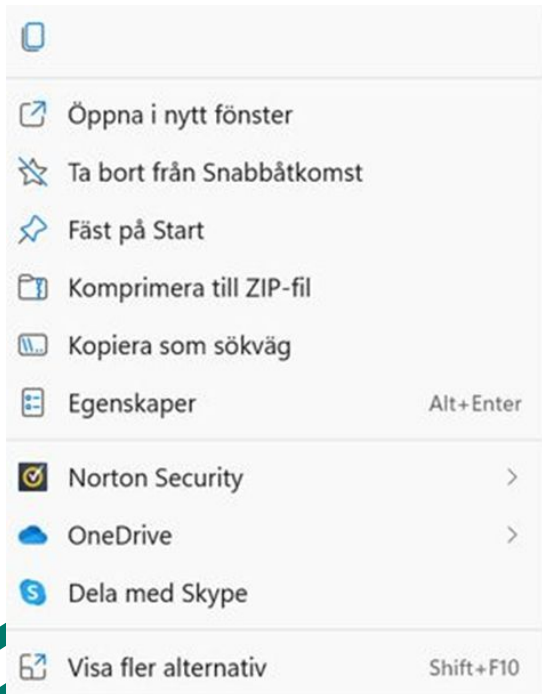 Öppna i nytt fönster
Ta bort från Snabbåtkomst
Fäst på Start
Komprimera till ZIP-fil
Kopiera som sökväg
Egenskaper Alt+Enter
Norton Security
OneDrive
Dela med Skype
Visa fler alternativ Shift+F10